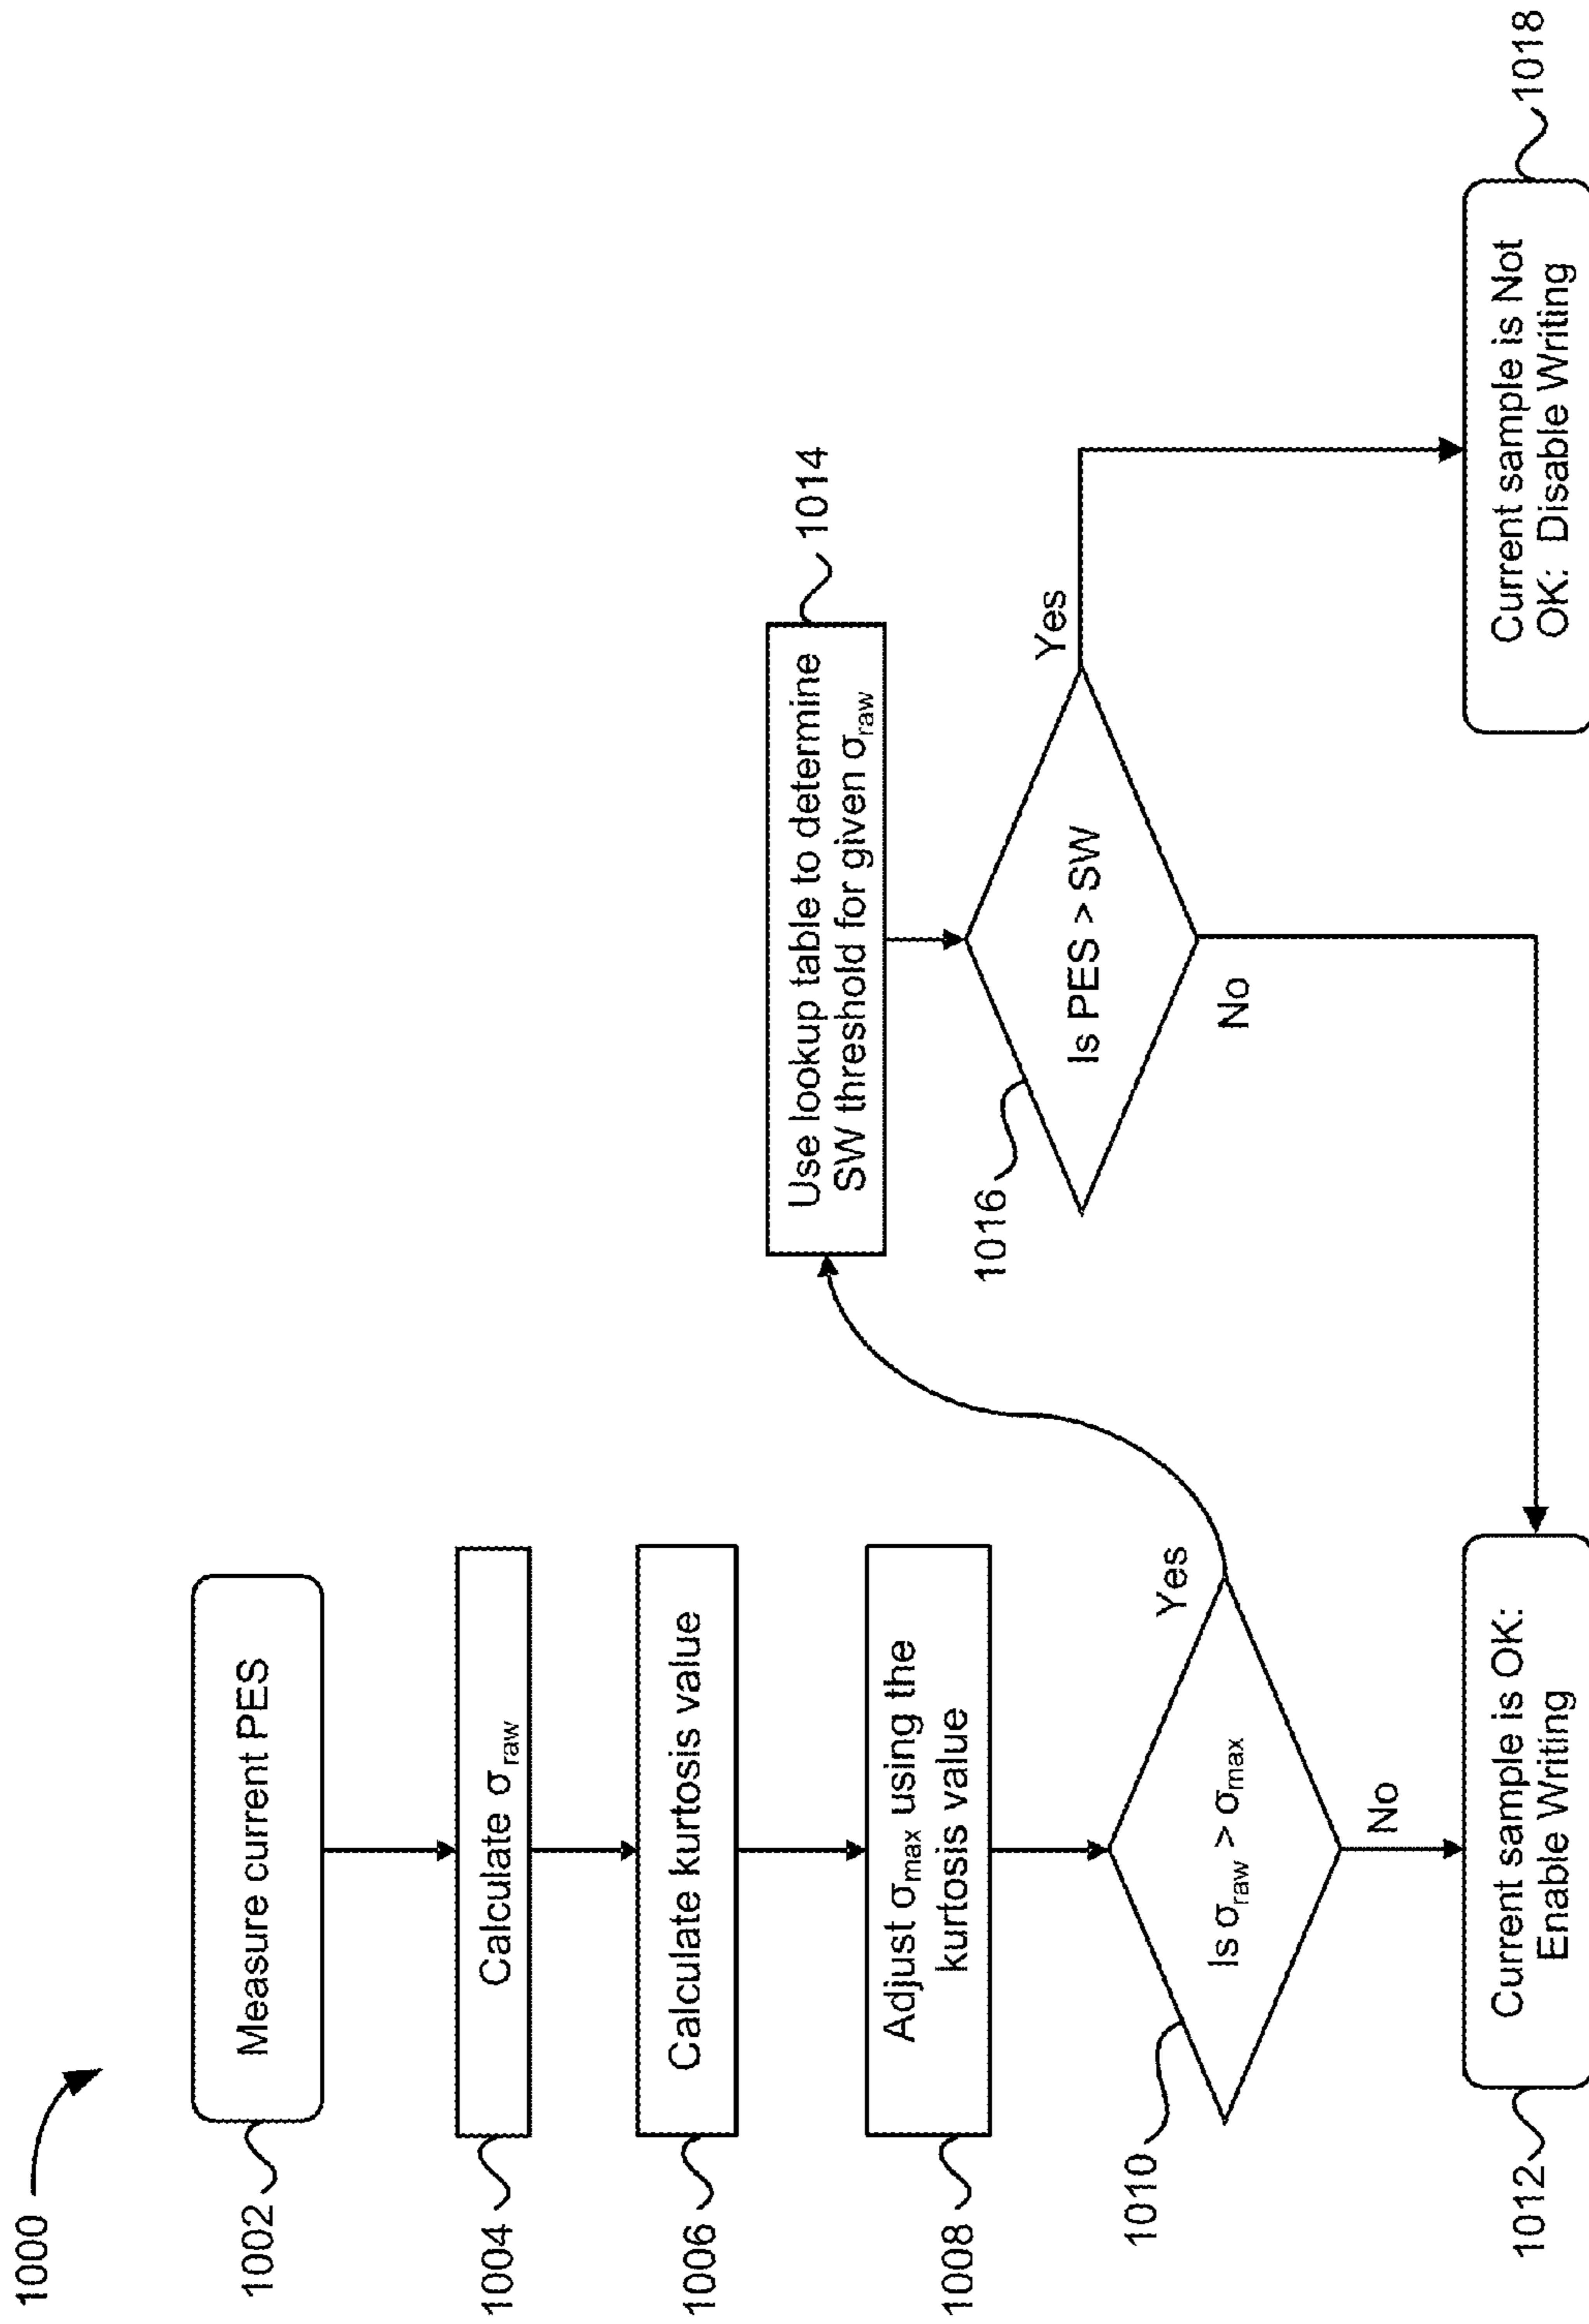 1000
1002
Measure current PES
1004
Calculate σraw
1006
Calculate kurtosis value
1008
Adjust σmax using the
kurtosis value
1010
Is σraw > σmax
Yes
No
1012
Current sample is OK:
Enable Writing
1014
Use lookup table to determine
SW threshold for given σraw
1016
Is PES > SW
Yes
No
1018
Current sample is Not
OK: Disable Writing